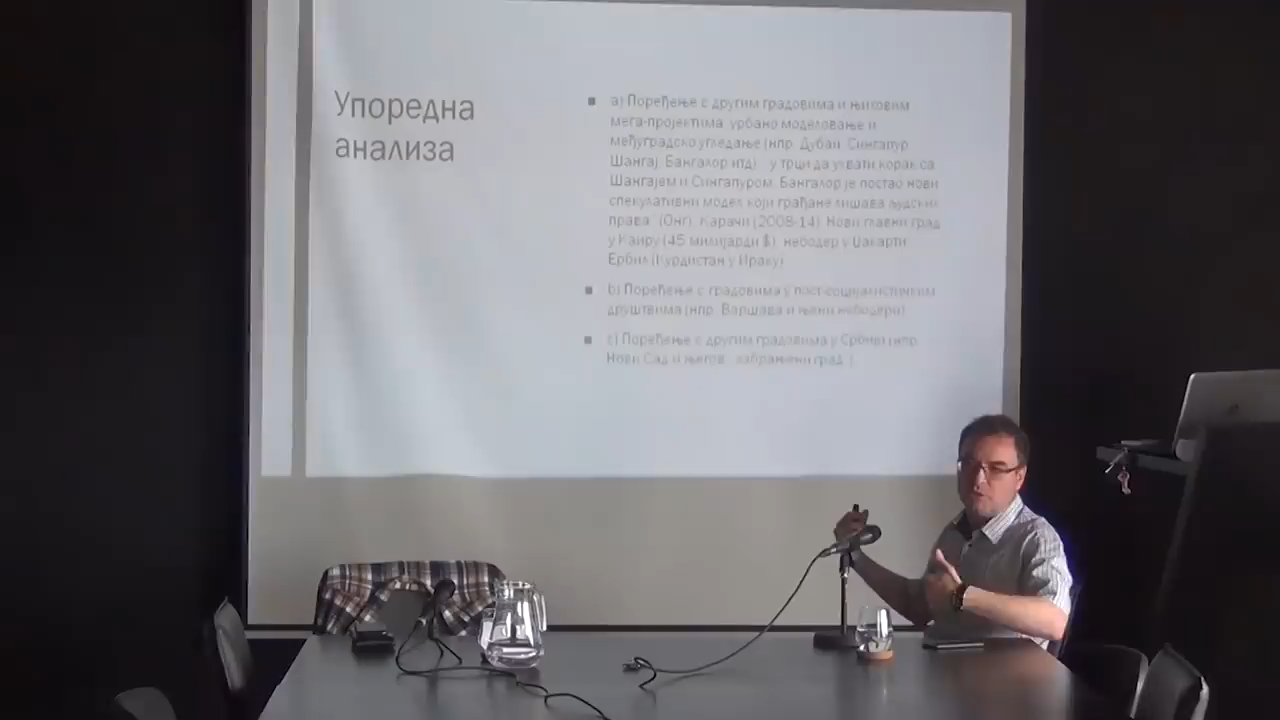 Упоредна
анализа
a) Поређење с другим градовима и њиховим
мега-пројектима: урбано моделовање и
међуградско угледање (нпр. Дубаи, Сингапур,
Шангај, Бангалор итд) у трци да ухвати корак са
Шангајем и Сингапуром, Бангалор је постао нови
спекулативни модел који грађане лишава људских
права (Онг), Карачи (2008-14), Нови главни град
у Каиру (45 милијарди $), небодер у Џакарти,
Ербил (Курдистан у Ираку)
b) Поређење с градовима у пост-социјалистичким
друштвима (нпр. Варшава и њени небодери)
c) Поређење с другим градовима у Србији (нпр.
Нови Сад и његов забрањени град )